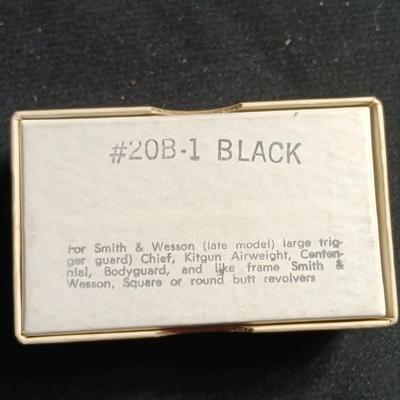 #20B-1 BLACK
For Smith & Wesson (late model) large trig-
ger guard) Chief, Kitgun Airweight, Centen-
nial, Bodyguard, and like frame Smith &
Wesson, Square or round butt revolvers